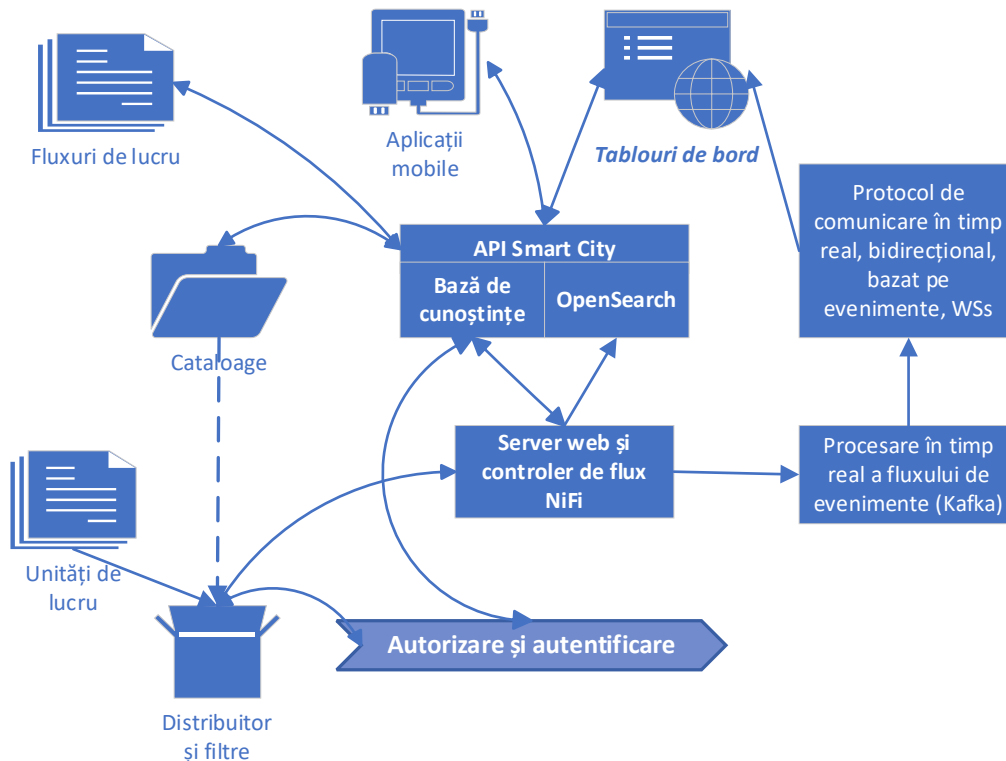 Fluxuri de lucru
Aplicații
mobile
Tablouri de bord
Protocol de
comunicare în timp
real, bidirecțional,
bazat pe
evenimente, WSs
API Smart City
Bază de
cunoștințe
OpenSearch
Cataloage
Server web și
controler de flux
NiFi
Procesare în timp
real a fluxului de
evenimente (Kafka)
Unități de
lucru
Autorizare și autentificare
Distribuitor
și filtre